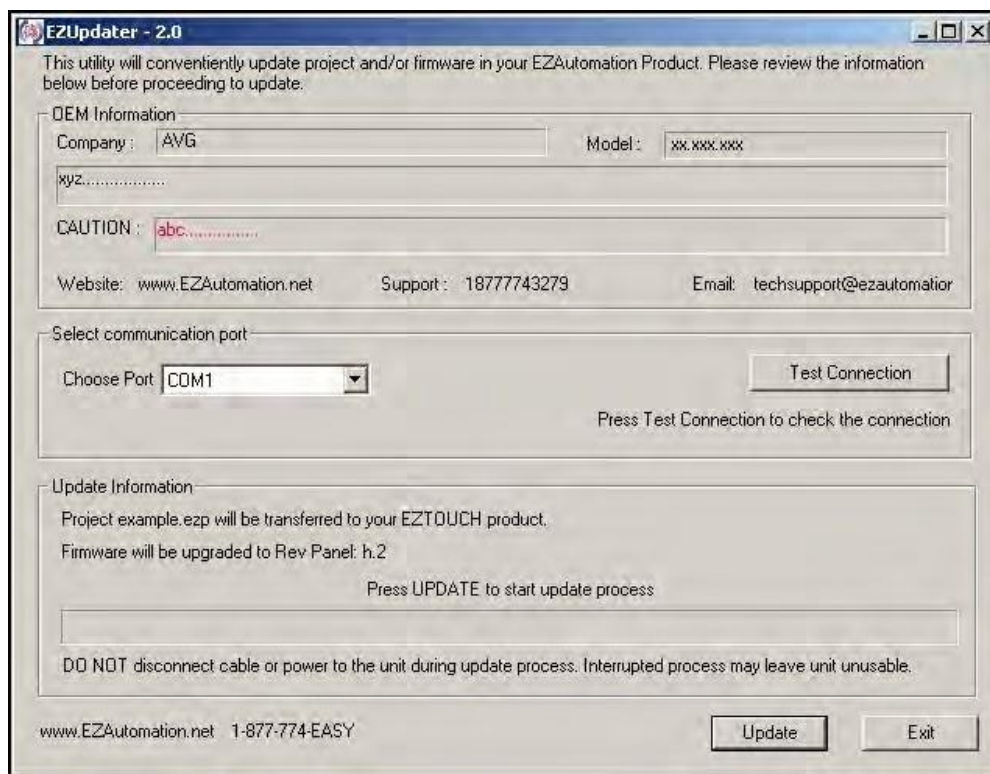 EZUpdater - 2.0
This utility will conventiently update project and/or firmware in your EZAutomation Product. Please review the information
below before proceeding to update.
OEM Information
Company : AVG Model : xx.xxx.xxx
xyz..................
CAUTION : abc................
Website: www.EZAutomation.net Support : 18777743279 Email: techsupport@ezautomation
Select communication port
Choose Port COM1 Test Connection
Press Test Connection to check the connection
Update Information
Project example.ezp will be transferred to your EZTOUCH product.
Firmware will be upgraded to Rev Panel: h.2
Press UPDATE to start update process
DO NOT disconnect cable or power to the unit during update process. Interrupted process may leave unit unusable.
www.EZAutomation.net 1-877-774-EASY Update Exit